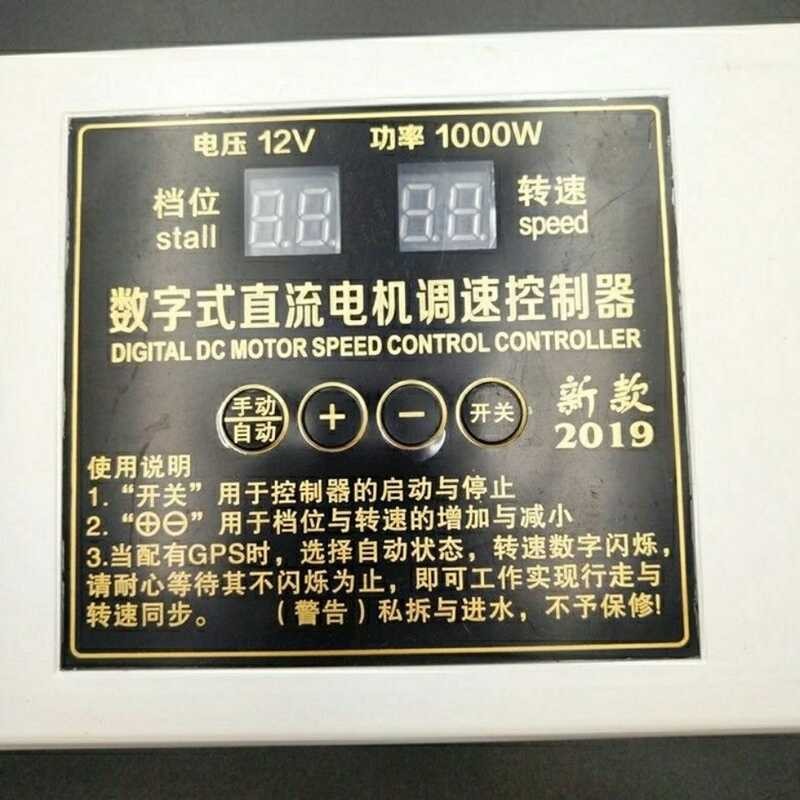 电压 12V 功率 1000W
档位 88 88 转速
stall speed
数字式直流电机调速控制器
DIGITAL DC MOTOR SPEED CONTROL CONTROLLER
手动 + － 开关 新款
自动 2019
使用说明
1.“开关”用于控制器的启动与停止
2.“⊕⊖”用于档位与转速的增加与减小
3.当配有GPS时，选择自动状态，转速数字闪烁，
请耐心等待其不闪烁为止，即可工作实现行走与
转速同步。（警告）私拆与进水，不予保修!